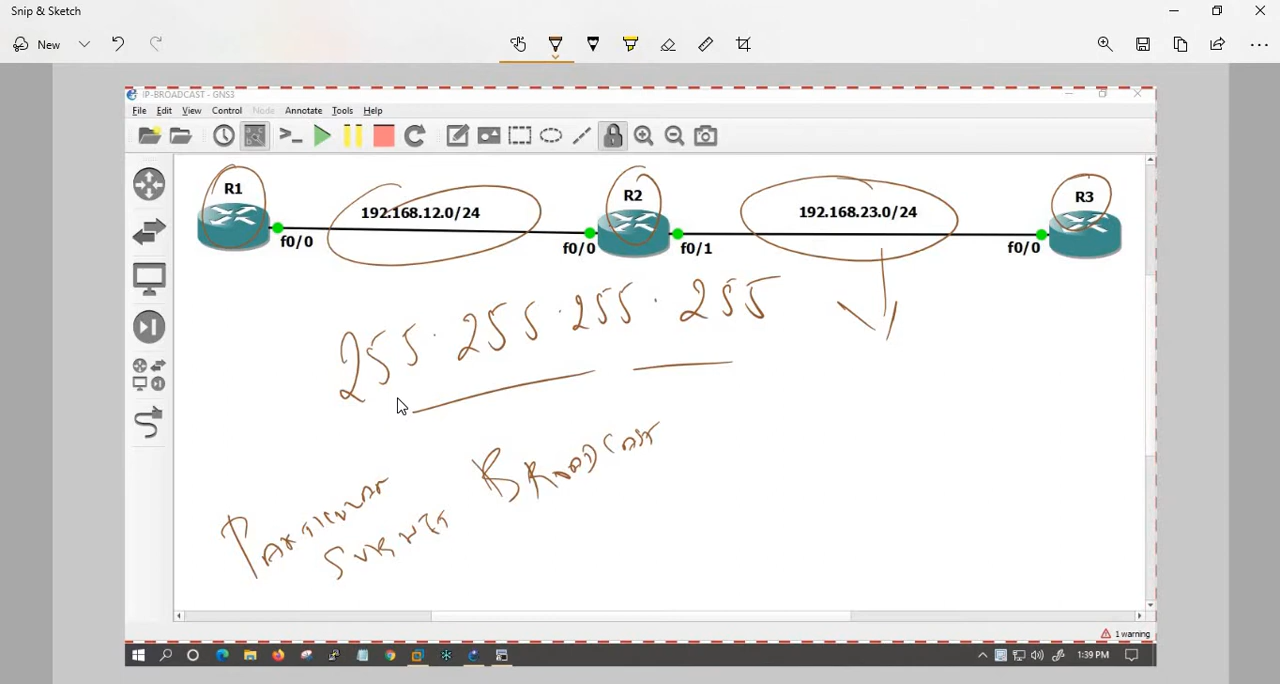 Snip & Sketch
New
IP-BROADCAST - GNS3
File Edit View Control Node Annotate Tools Help
R1 R2 R3
192.168.12.0/24 192.168.23.0/24
f0/0 f0/0 f0/1 f0/0
255.255.255.255
BROADCAST
PARTICULAR
SUBNET
1 warning
1:39 PM